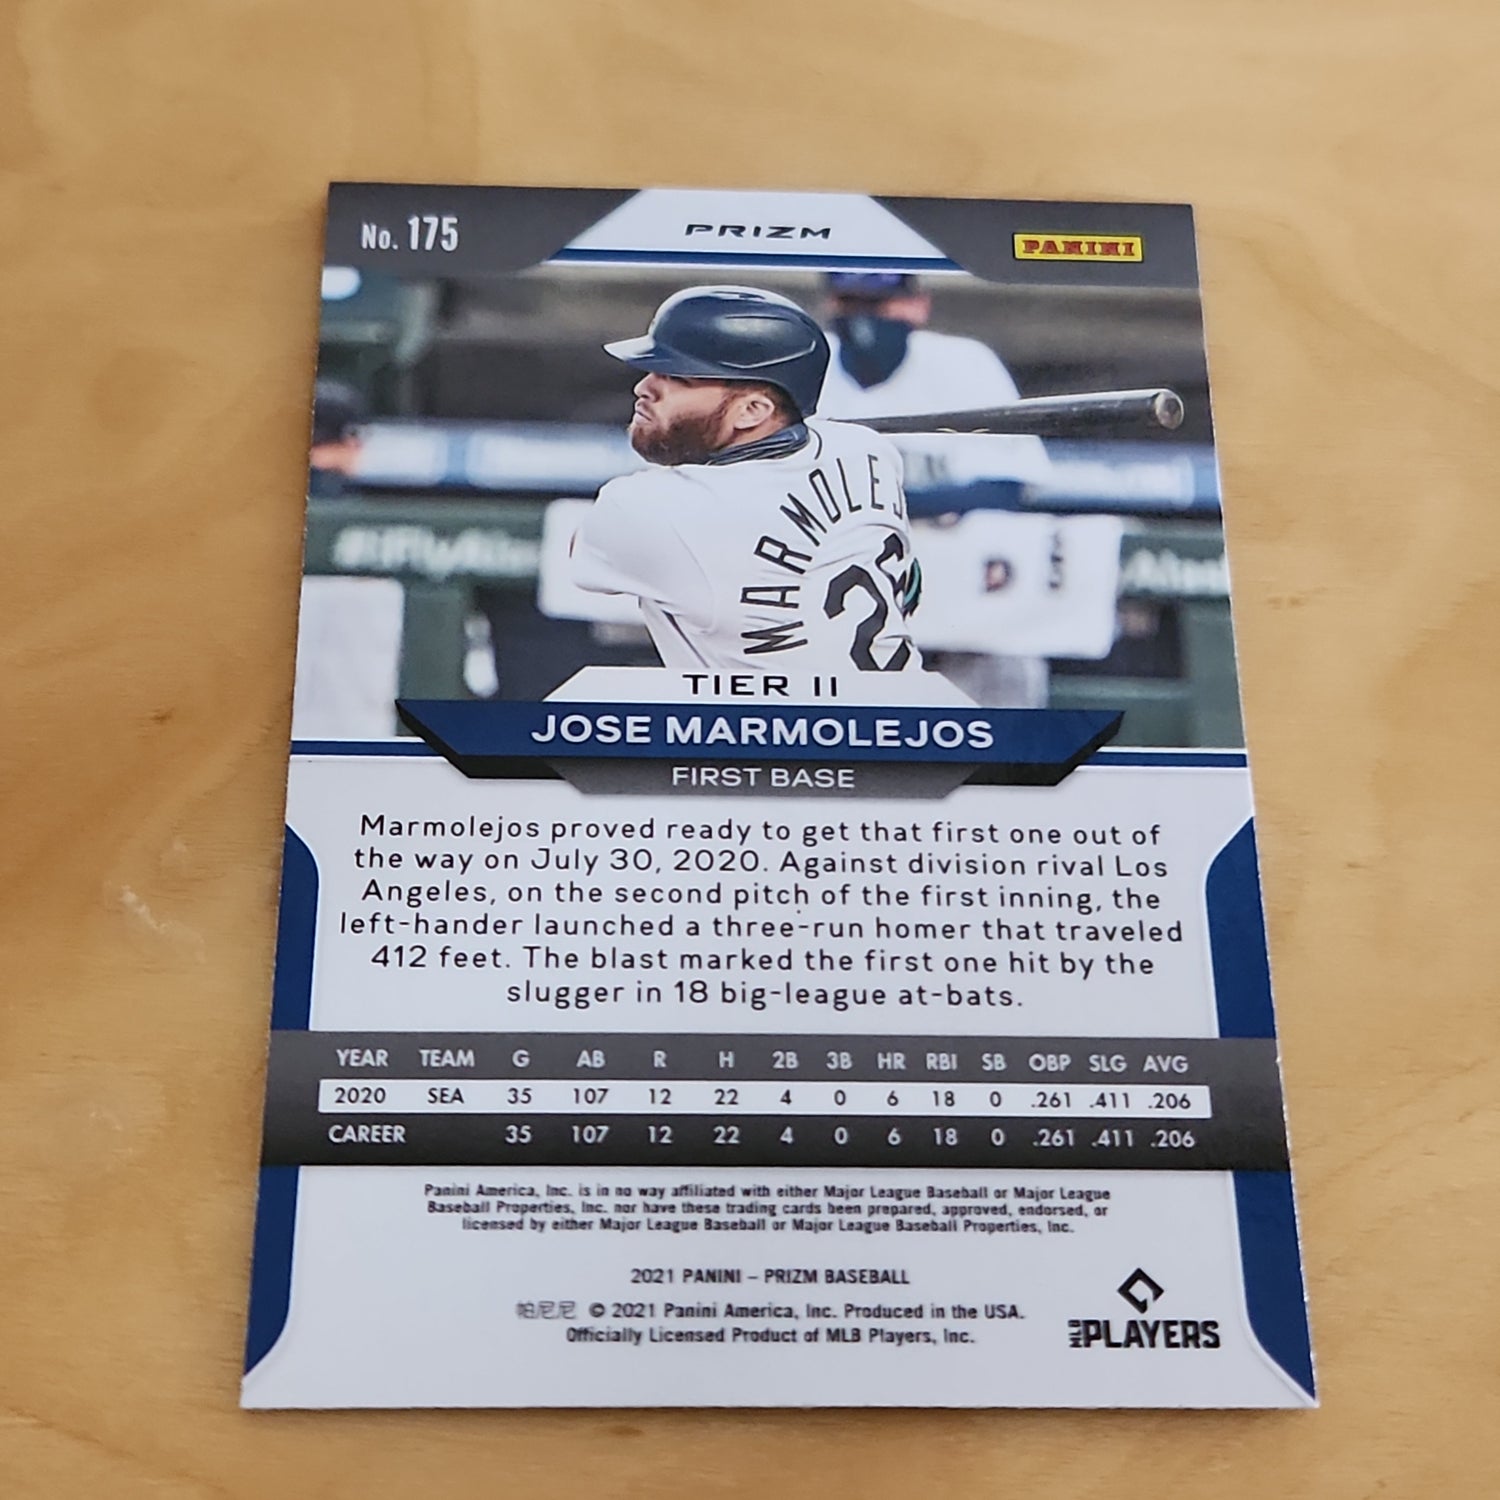 No. 175
PRIZM
PANINI
MARMOLEJ
2
TIER II
JOSE MARMOLEJOS
FIRST BASE
Marmolejos proved ready to get that first one out of
the way on July 30, 2020. Against division rival Los
Angeles, on the second pitch of the first inning, the
left-hander launched a three-run homer that traveled
412 feet. The blast marked the first one hit by the
slugger in 18 big-league at-bats.
YEAR TEAM G AB R H 2B 3B HR RBI SB OBP SLG AVG
2020 SEA 35 107 12 22 4 0 6 18 0 .261 .411 .206
CAREER 35 107 12 22 4 0 6 18 0 .261 .411 .206
Panini America, Inc. is in no way affiliated with either Major League Baseball or Major League
Baseball Properties, Inc. nor have these trading cards been prepared, approved, endorsed, or
licensed by either Major League Baseball or Major League Baseball Properties, Inc.
2021 PANINI – PRIZM BASEBALL
帕尼尼 © 2021 Panini America, Inc. Produced in the USA.
Officially Licensed Product of MLB Players, Inc.
MLB PLAYERS